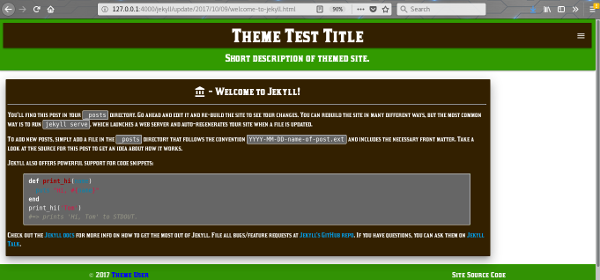 127.0.0.1:4000/jekyll/update/2017/10/09/welcome-to-jekyll.html
90%
Search
Theme Test Title
Short description of themed site.
- Welcome to Jekyll!
You'll find this post in your _posts directory. Go ahead and edit it and re-build the site to see your changes. You can rebuild the site in many different ways, but the most common
way is to run jekyll serve, which launches a web server and auto-regenerates your site when a file is updated.
To add new posts, simply add a file in the _posts directory that follows the convention YYYY-MM-DD-name-of-post.ext and includes the necessary front matter. Take a
look at the source for this post to get an idea about how it works.
Jekyll also offers powerful support for code snippets:
def print_hi(
end
print_hi(
#=> prints 'Hi, Tom' to STDOUT.
Check out the Jekyll docs for more info on how to get the most out of Jekyll. File all bugs/feature requests at Jekyll's GitHub repo. If you have questions, you can ask them on Jekyll
Talk.
© 2017 Theme User
Site Source Code